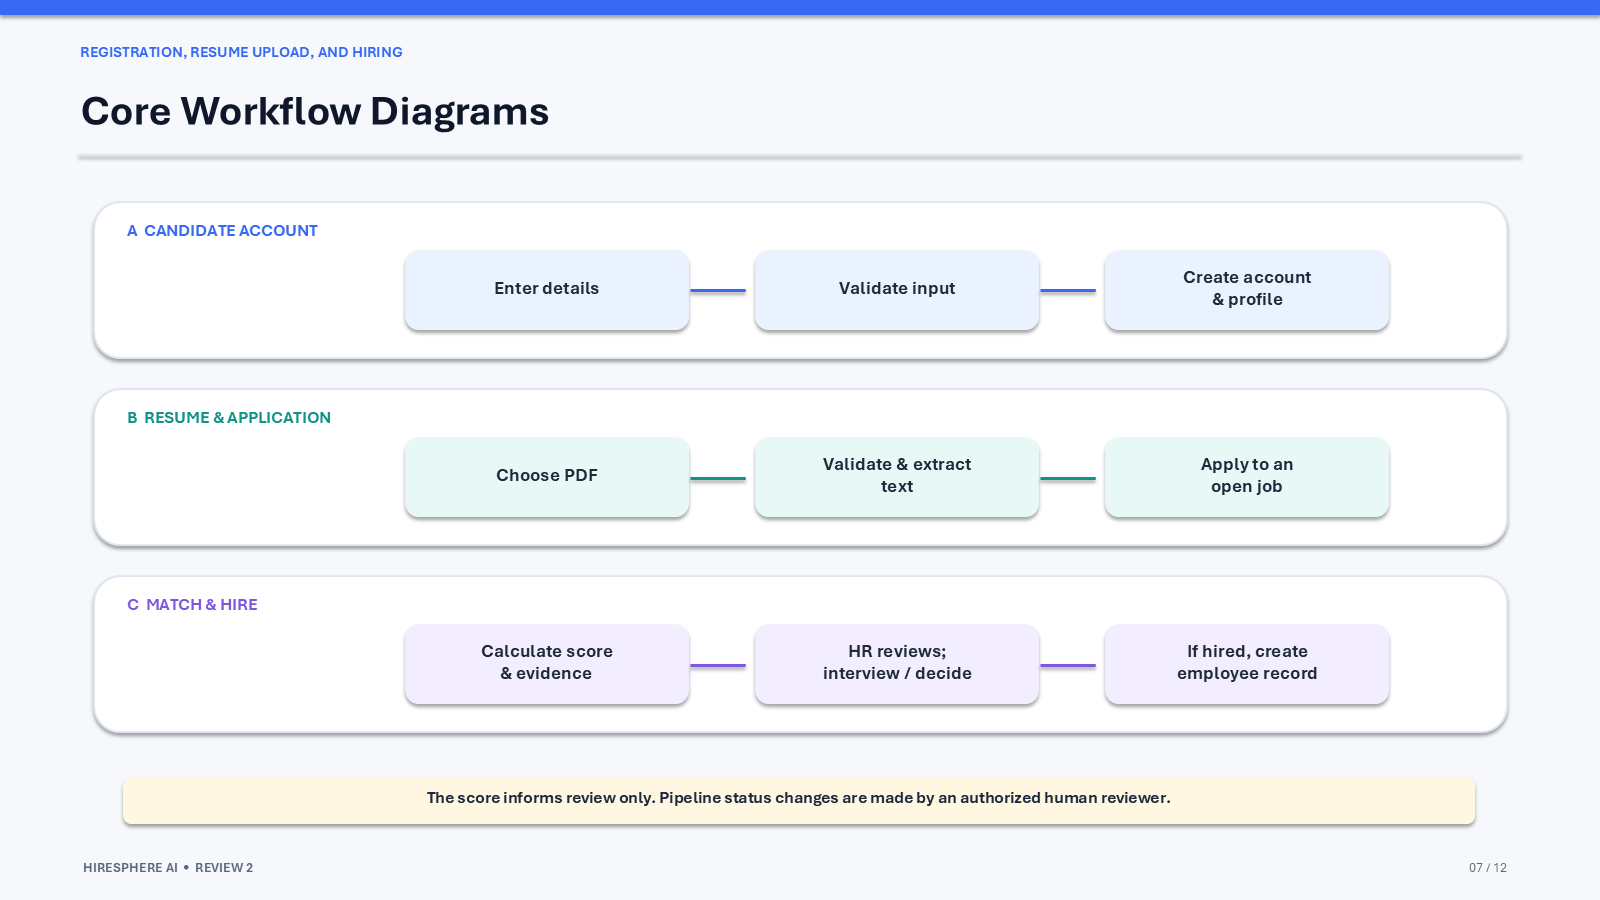 REGISTRATION, RESUME UPLOAD, AND HIRING
Core Workflow Diagrams
A CANDIDATE ACCOUNT
Enter details
Validate input
Create account
& profile
B RESUME & APPLICATION
Choose PDF
Validate & extract
text
Apply to an
open job
C MATCH & HIRE
Calculate score
& evidence
HR reviews;
interview / decide
If hired, create
employee record
The score informs review only. Pipeline status changes are made by an authorized human reviewer.
HIRESPHERE AI • REVIEW 2
07 / 12